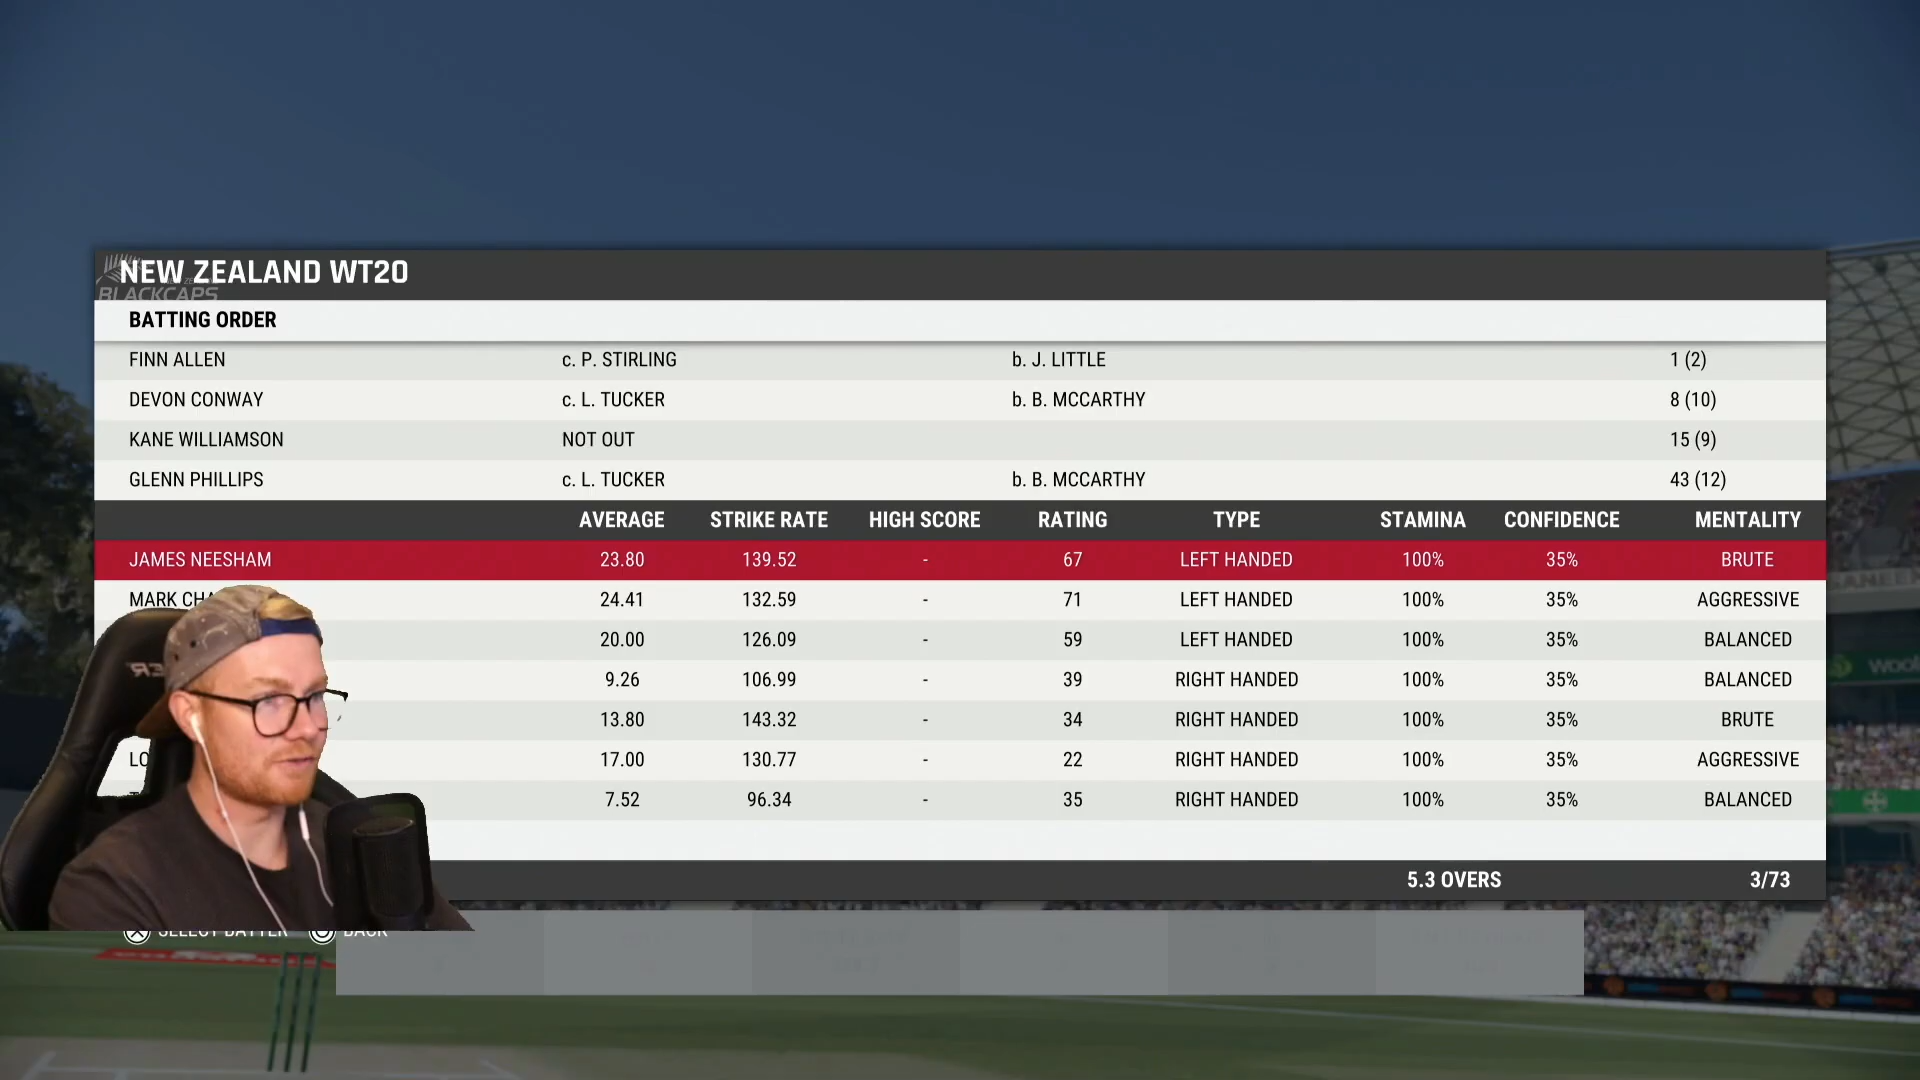 NEW ZEALAND WT20
BLACKCAPS
BATTING ORDER
FINN ALLEN c. P. STIRLING b. J. LITTLE 1 (2)
DEVON CONWAY c. L. TUCKER b. B. MCCARTHY 8 (10)
KANE WILLIAMSON NOT OUT 15 (9)
GLENN PHILLIPS c. L. TUCKER b. B. MCCARTHY 43 (12)
AVERAGE STRIKE RATE HIGH SCORE RATING TYPE STAMINA CONFIDENCE MENTALITY
JAMES NEESHAM 23.80 139.52 - 67 LEFT HANDED 100% 35% BRUTE
MARK 24.41 132.59 - 71 LEFT HANDED 100% 35% AGGRESSIVE
20.00 126.09 - 59 LEFT HANDED 100% 35% BALANCED
9.26 106.99 - 39 RIGHT HANDED 100% 35% BALANCED
13.80 143.32 - 34 RIGHT HANDED 100% 35% BRUTE
17.00 130.77 - 22 RIGHT HANDED 100% 35% AGGRESSIVE
7.52 96.34 - 35 RIGHT HANDED 100% 35% BALANCED
5.3 OVERS 3/73
SELECT BATTER BACK